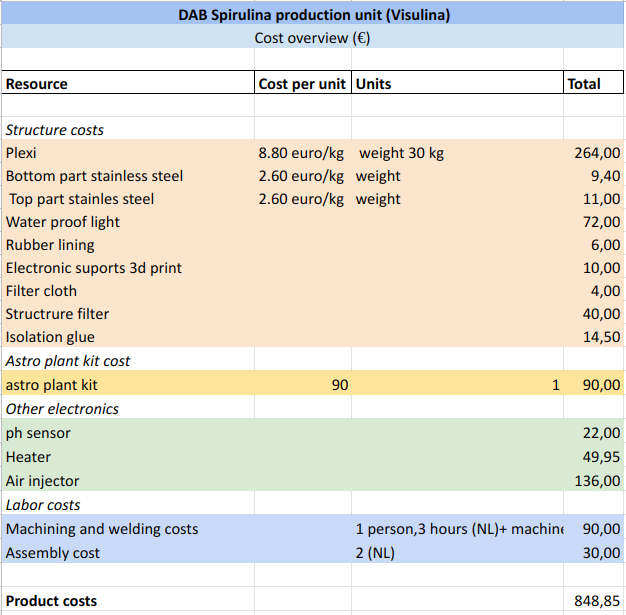 DAB Spirulina production unit (Visulina)
Cost overview (€)
Resource Cost per unit Units Total
Structure costs
Plexi 8.80 euro/kg weight 30 kg 264,00
Bottom part stainless steel 2.60 euro/kg weight 9,40
Top part stainles steel 2.60 euro/kg weight 11,00
Water proof light 72,00
Rubber lining 6,00
Electronic suports 3d print 10,00
Filter cloth 4,00
Structrure filter 40,00
Isolation glue 14,50
Astro plant kit cost
astro plant kit 90 1 90,00
Other electronics
ph sensor 22,00
Heater 49,95
Air injector 136,00
Labor costs
Machining and welding costs 1 person,3 hours (NL)+ machine 90,00
Assembly cost 2 (NL) 30,00
Product costs 848,85